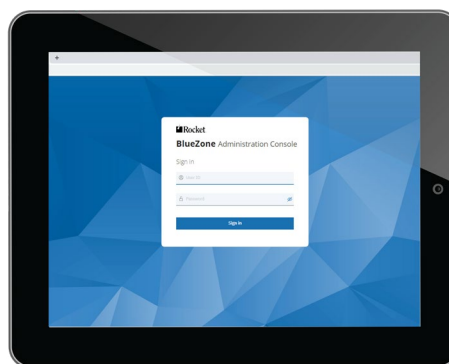 Rocket
BlueZone Administration Console
Sign in
User ID
Password
Sign in